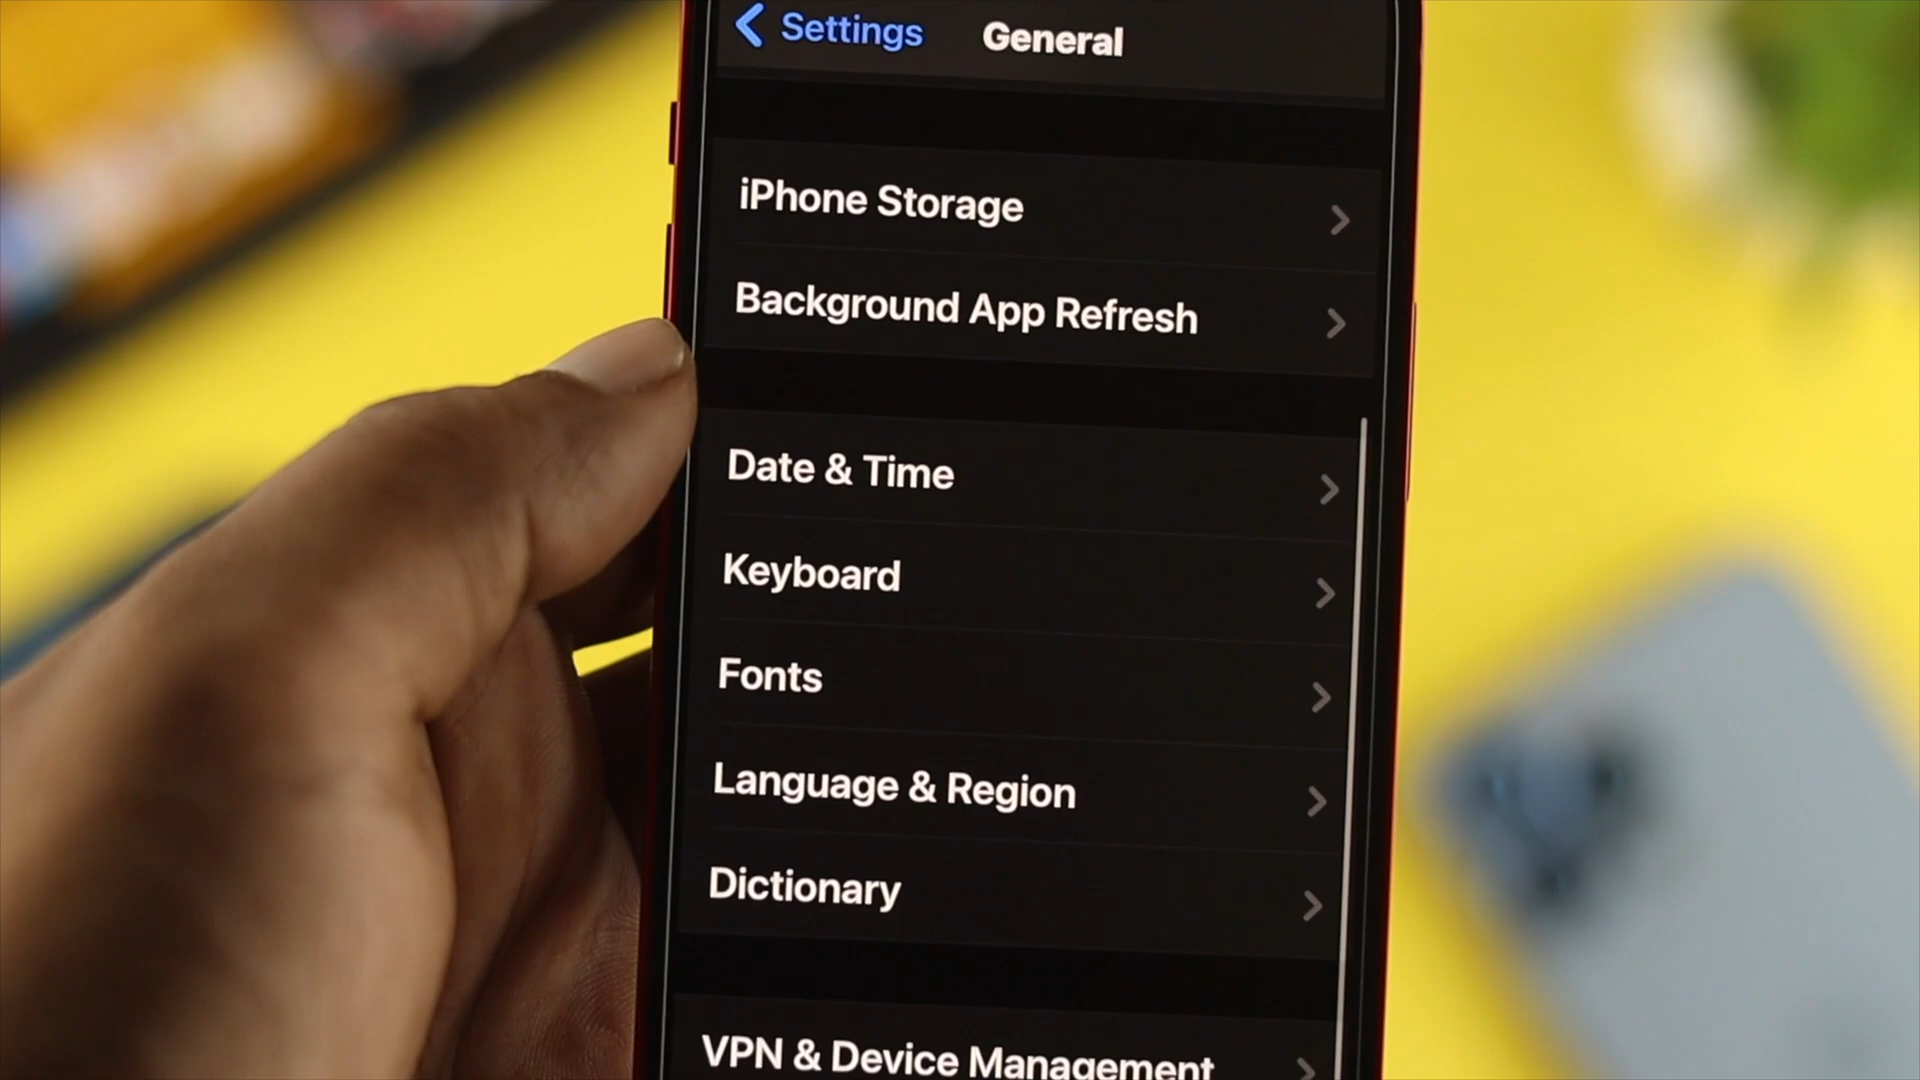 Settings
General
iPhone Storage
Background App Refresh
Date & Time
Keyboard
Fonts
Language & Region
Dictionary
VPN & Device Management